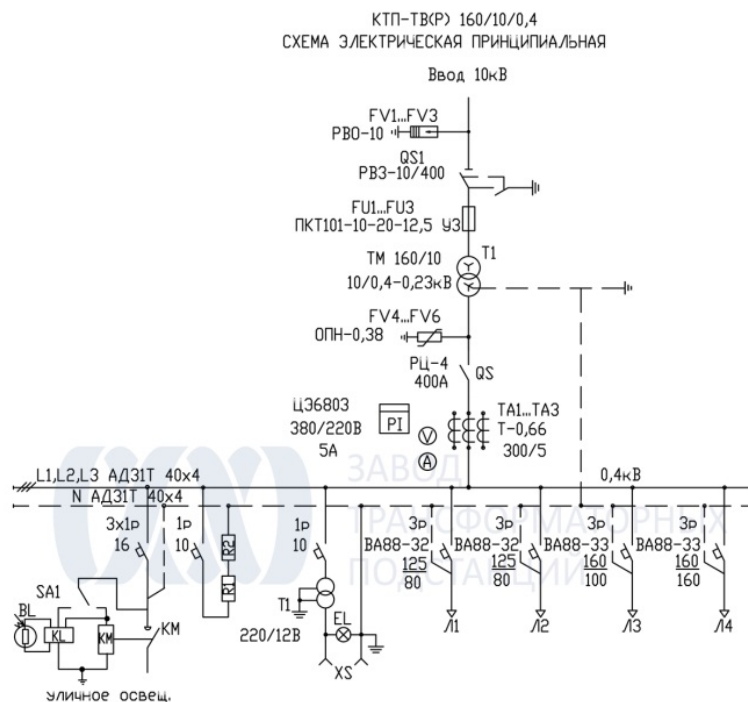 КТП-ТВ(Р) 160/10/0,4
СХЕМА ЭЛЕКТРИЧЕСКАЯ ПРИНЦИПИАЛЬНАЯ
Ввод 10кВ
FV1...FV3
РВО-10
QS1
РВЗ-10/400
FU1...FU3
ПКТ101-10-20-12,5 У3
ТМ 160/10
T1
10/0,4-0,23кВ
FV4...FV6
ОПН-0,38
РЦ-4
400А
QS
ЦЭ6803
380/220В
5А
PI
V
A
ТА1...ТА3
Т-0,66
300/5
ЗАВОД
ТРАНСФОРМАТОРНЫХ
ПОДСТАНЦИЙ
L1,L2,L3 АД31Т 40х4
0,4кВ
N АД31Т 40х4
3х1р
16
1р
10
1р
10
3р
ВА88-32
125
80
3р
ВА88-32
125
80
3р
ВА88-33
160
100
3р
ВА88-33
160
160
R2
R1
SA1
BL
KL
KM
KM
T1
220/12В
EL
XS
Л1
Л2
Л3
Л4
уличное освещ.